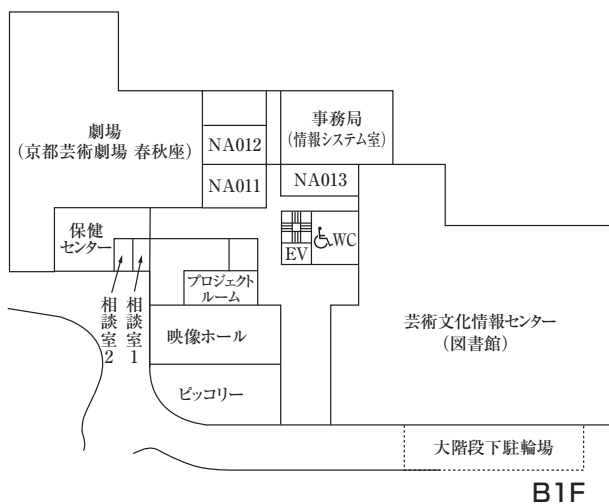 劇場
(京都芸術劇場 春秋座)
NA012
NA011
事務局
(情報システム室)
NA013
保健
センター
EV
WC
相談室2
相談室1
プロジェクト
ルーム
映像ホール
ピッコリー
芸術文化情報センター
(図書館)
大階段下駐輪場
B1F